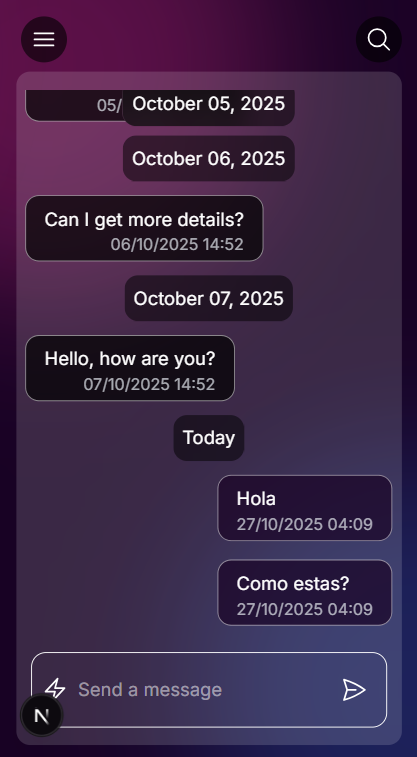 05/
October 05, 2025
October 06, 2025
Can I get more details?
06/10/2025 14:52
October 07, 2025
Hello, how are you?
07/10/2025 14:52
Today
Hola
27/10/2025 04:09
Como estas?
27/10/2025 04:09
Send a message
N